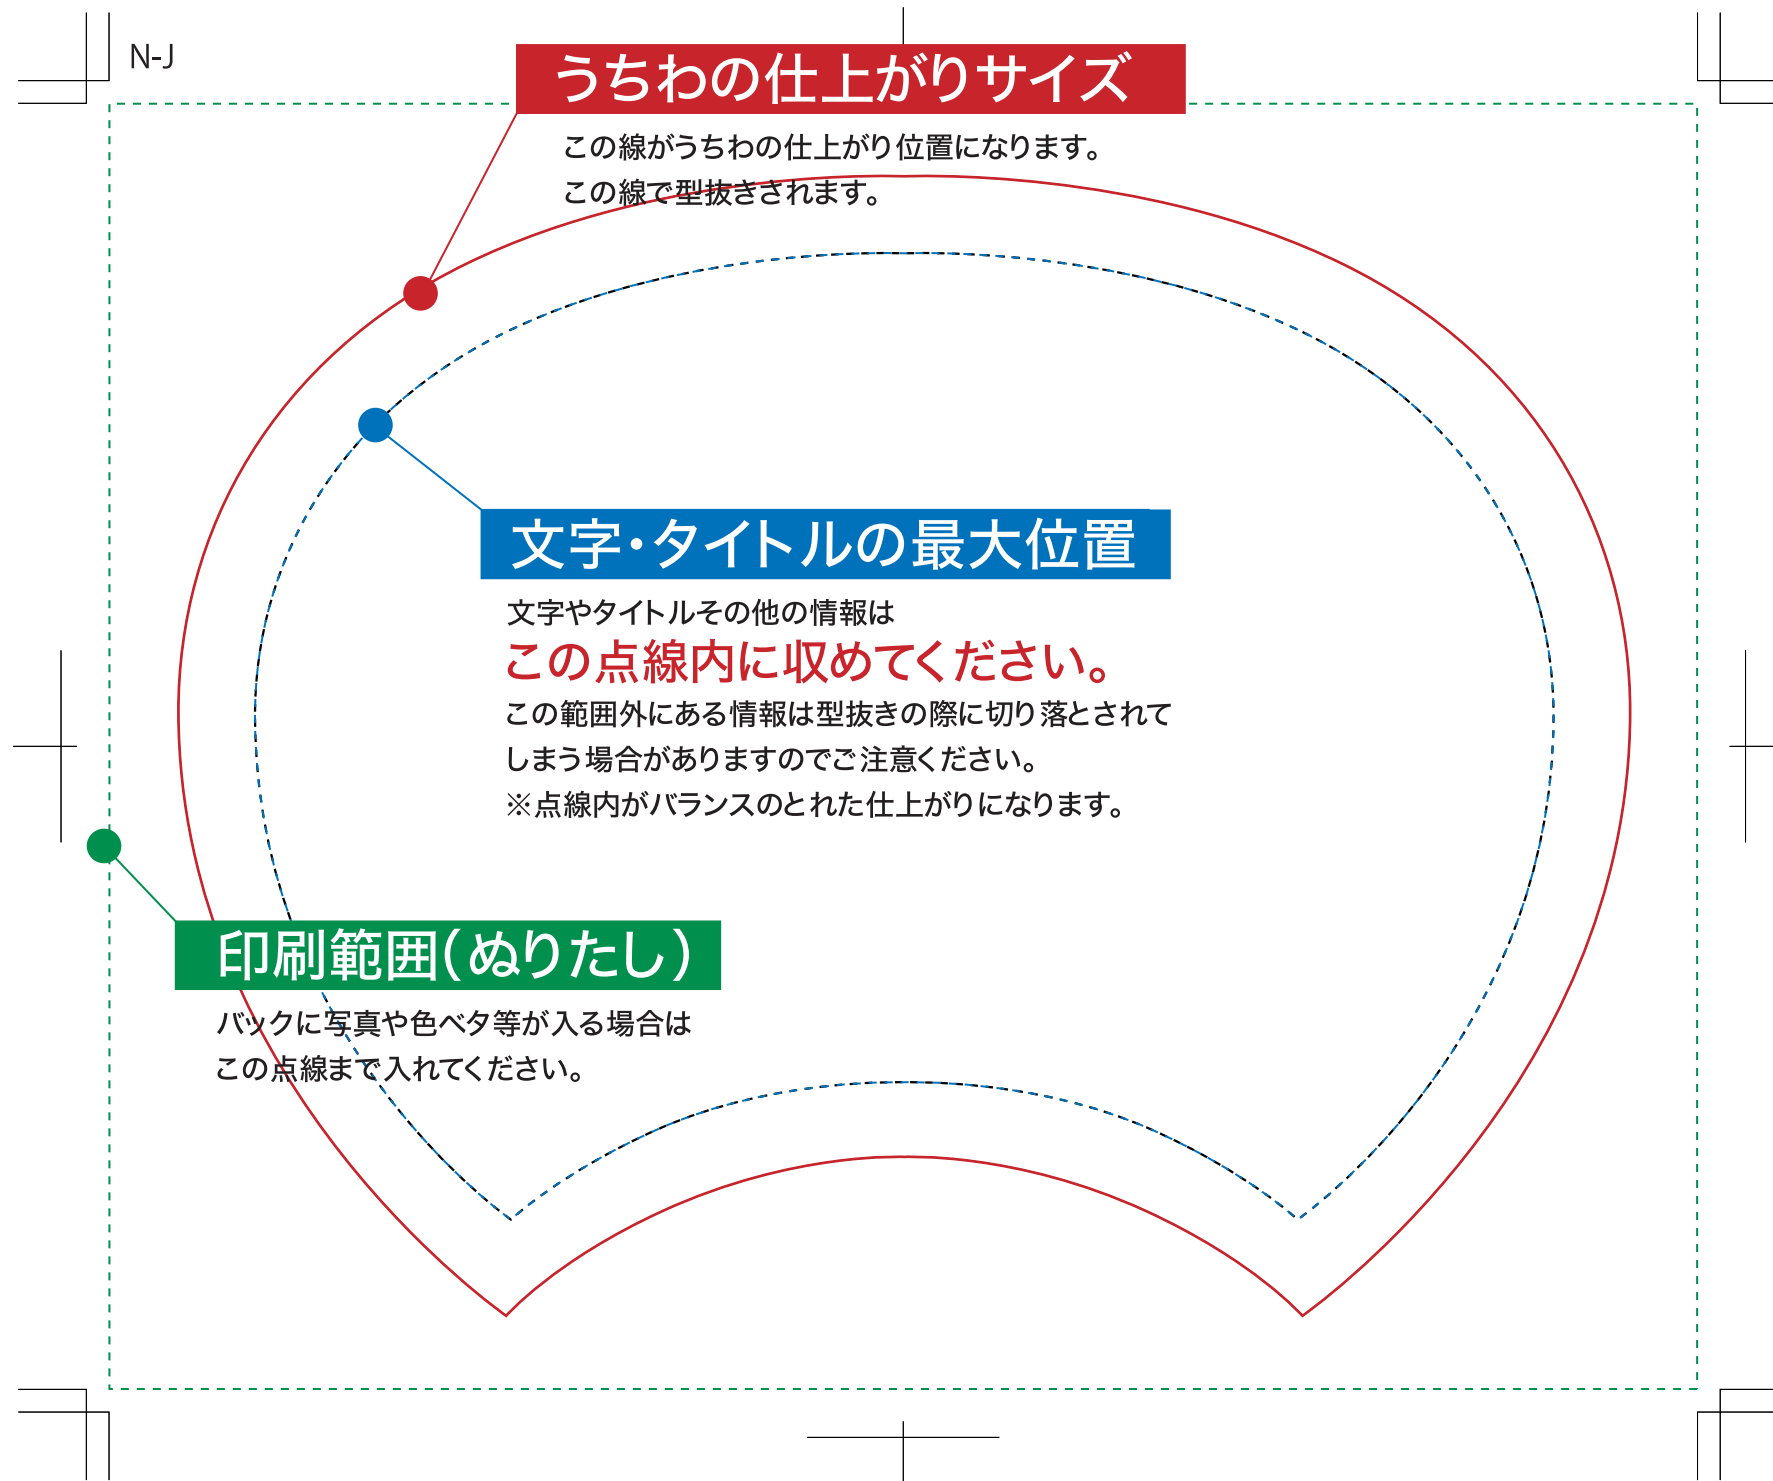 N-J
うちわの仕上がりサイズ
この線がうちわの仕上がり位置になります。
この線で型抜きされます。
文字・タイトルの最大位置
文字やタイトルその他の情報は
この点線内に収めてください。
この範囲外にある情報は型抜きの際に切り落とされて
しまう場合がありますのでご注意ください。
※点線内がバランスのとれた仕上がりになります。
印刷範囲(ぬりたし)
バックに写真や色ベタ等が入る場合は
この点線まで入れてください。